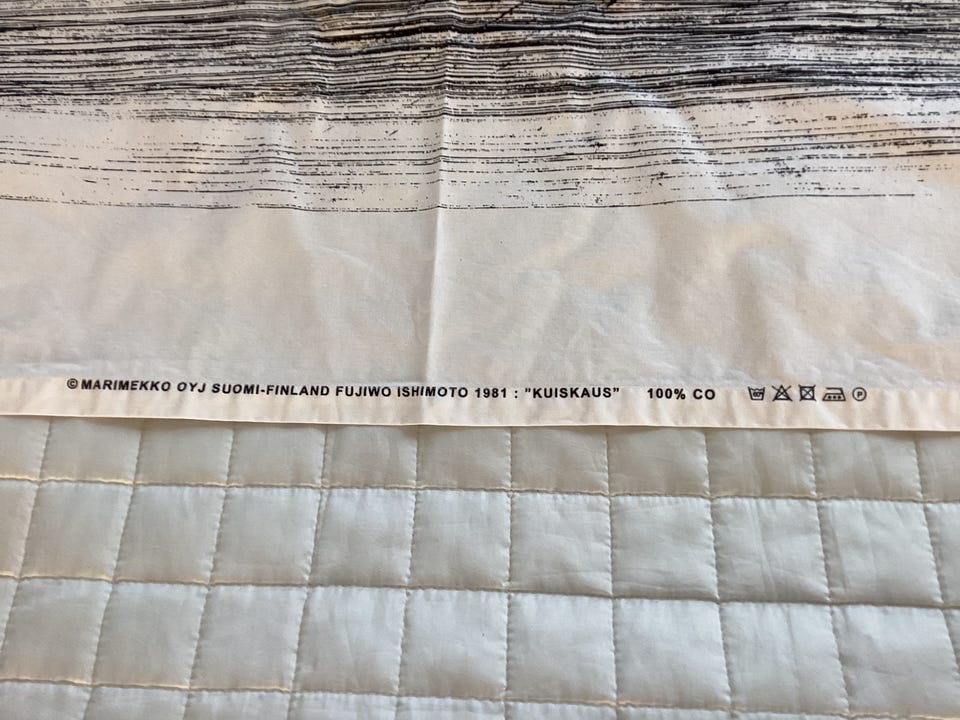 © MARIMEKKO OYJ SUOMI-FINLAND FUJIWO ISHIMOTO 1981 : "KUISKAUS" 100% CO Ⓟ